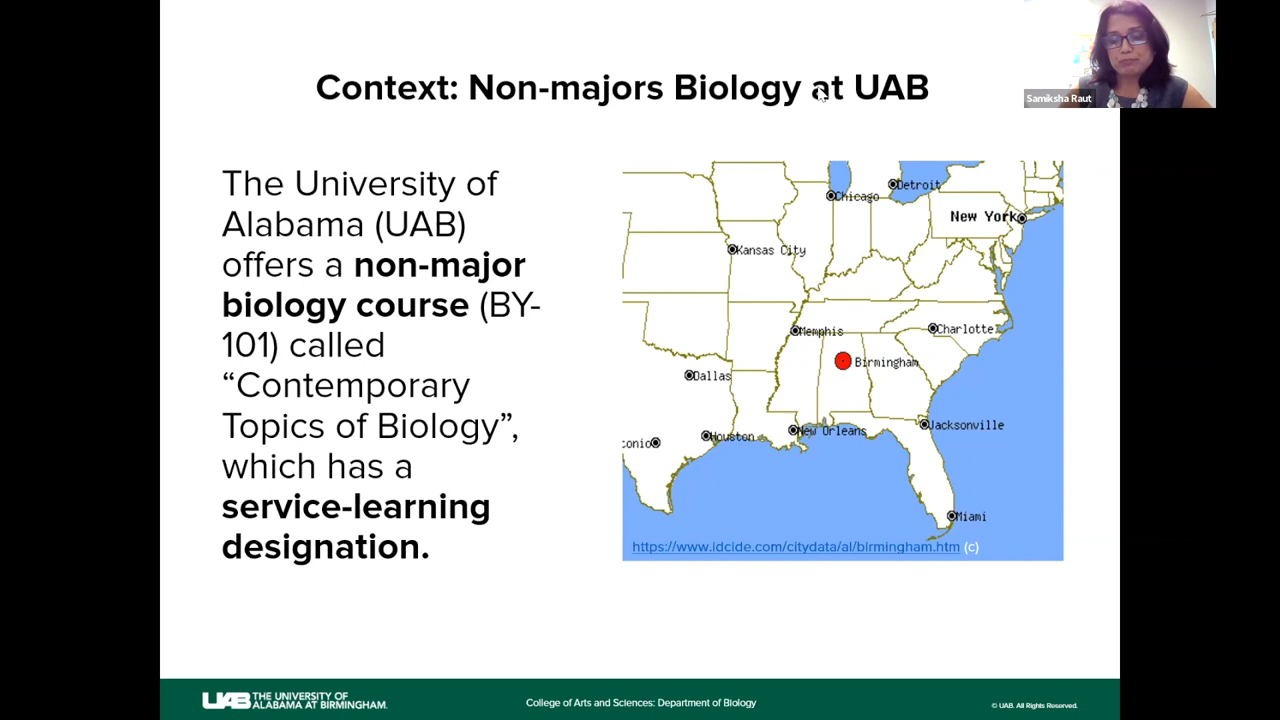 Context: Non-majors Biology at UAB
Samiksha Raut
The University of
Alabama (UAB)
offers a non-major
biology course (BY-
101) called
“Contemporary
Topics of Biology”,
which has a
service-learning
designation.
Detroit
Chicago
New York
Kansas City
Memphis
Charlotte
Birmingham
Dallas
Jacksonville
New Orleans
Houston
onio
Miami
https://www.idcide.com/citydata/al/birmingham.htm (c)
UAB THE UNIVERSITY OF
ALABAMA AT BIRMINGHAM.
College of Arts and Sciences: Department of Biology
© UAB. All Rights Reserved.